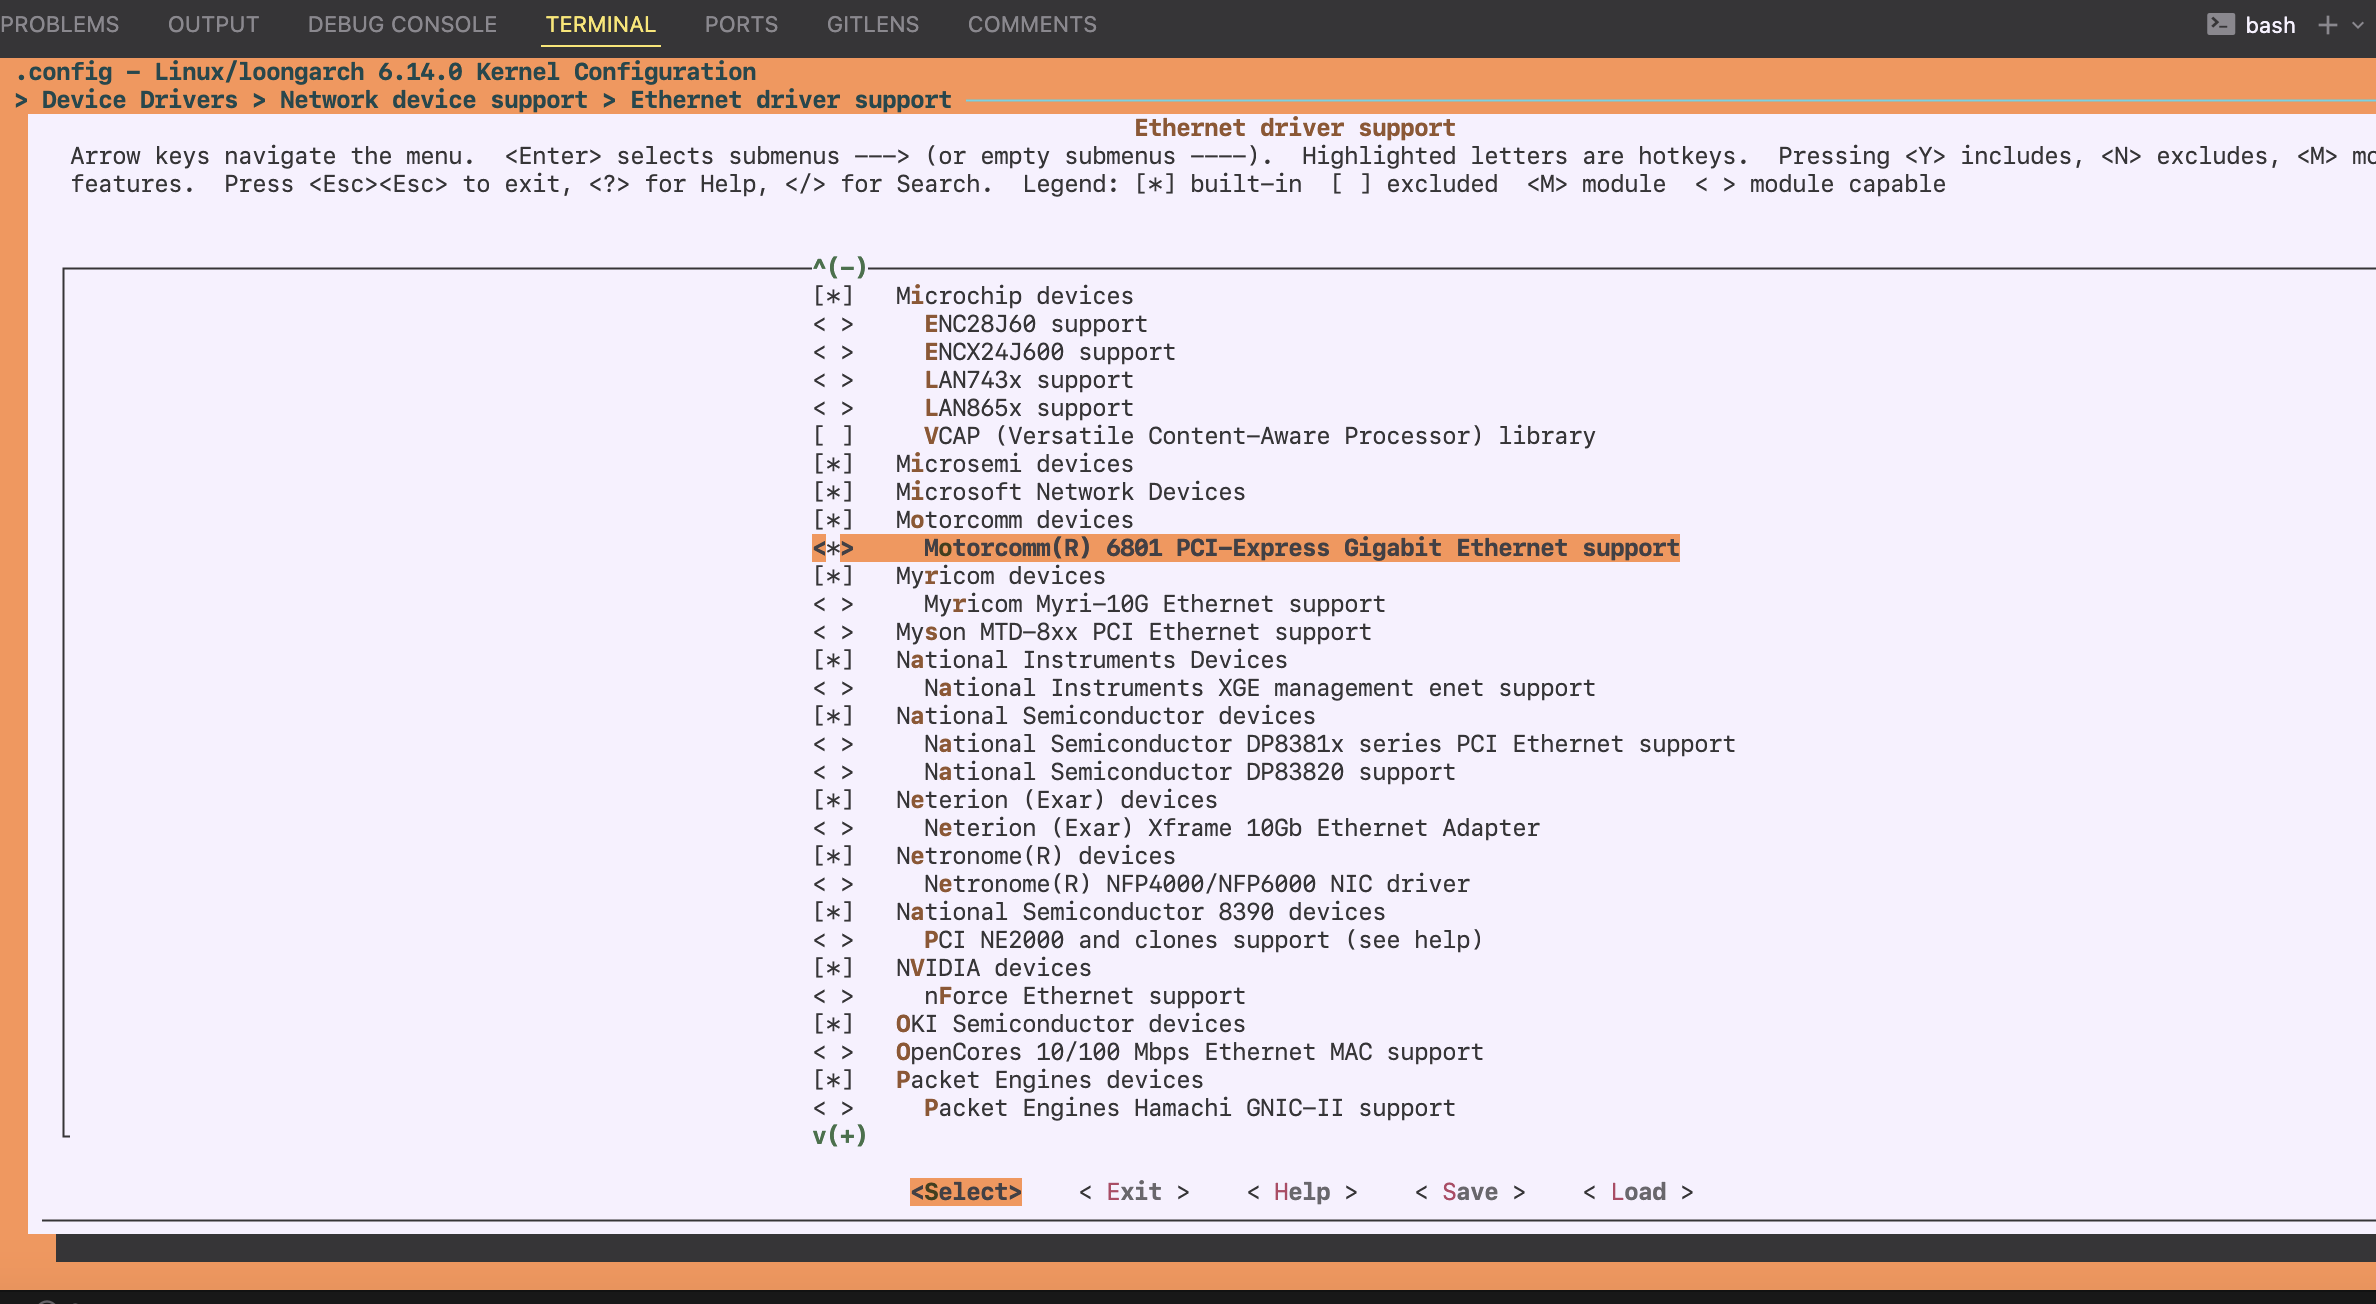 PROBLEMS OUTPUT DEBUG CONSOLE TERMINAL PORTS GITLENS COMMENTS bash
.config - Linux/loongarch 6.14.0 Kernel Configuration
> Device Drivers > Network device support > Ethernet driver support
Ethernet driver support
Arrow keys navigate the menu.  <Enter> selects submenus ---> (or empty submenus ----).  Highlighted letters are hotkeys.  Pressing <Y> includes, <N> excludes, <M> mo
features.  Press <Esc><Esc> to exit, <?> for Help, </> for Search.  Legend: [*] built-in  [ ] excluded  <M> module  < > module capable
^(-)
[*]   Microchip devices
< >     ENC28J60 support
< >     ENCX24J600 support
< >     LAN743x support
< >     LAN865x support
[ ]     VCAP (Versatile Content-Aware Processor) library
[*]   Microsemi devices
[*]   Microsoft Network Devices
[*]   Motorcomm devices
<*>     Motorcomm(R) 6801 PCI-Express Gigabit Ethernet support
[*]   Myricom devices
< >     Myricom Myri-10G Ethernet support
< >   Myson MTD-8xx PCI Ethernet support
[*]   National Instruments Devices
< >     National Instruments XGE management enet support
[*]   National Semiconductor devices
< >     National Semiconductor DP8381x series PCI Ethernet support
< >     National Semiconductor DP83820 support
[*]   Neterion (Exar) devices
< >     Neterion (Exar) Xframe 10Gb Ethernet Adapter
[*]   Netronome(R) devices
< >     Netronome(R) NFP4000/NFP6000 NIC driver
[*]   National Semiconductor 8390 devices
< >     PCI NE2000 and clones support (see help)
[*]   NVIDIA devices
< >     nForce Ethernet support
[*]   OKI Semiconductor devices
< >   OpenCores 10/100 Mbps Ethernet MAC support
[*]   Packet Engines devices
< >     Packet Engines Hamachi GNIC-II support
v(+)
<Select>    < Exit >    < Help >    < Save >    < Load >